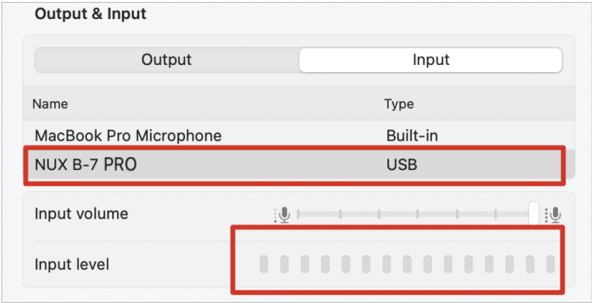 Output & Input
Output Input
Name Type
MacBook Pro Microphone Built-in
NUX B-7 PRO USB
Input volume
Input level